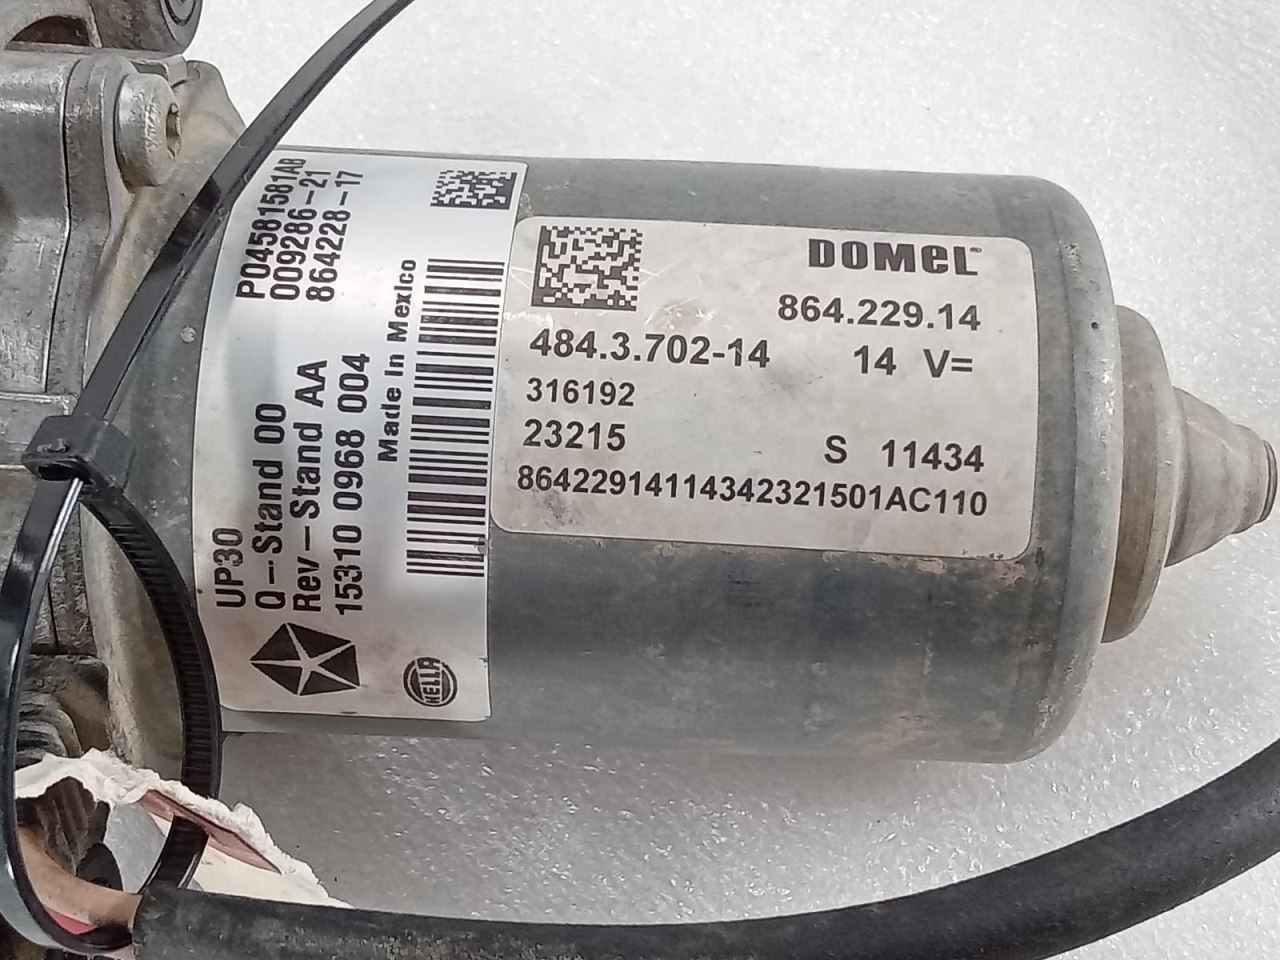 P04581581AB
009286-21
864228-17
UP30
Q-Stand 00
Rev-Stand AA
15310 0968 004
Made In Mexico
HELLA
DOMEL
864.229.14
484.3.702-14 14 V=
316192
23215 S 11434
86422914114342321501AC110